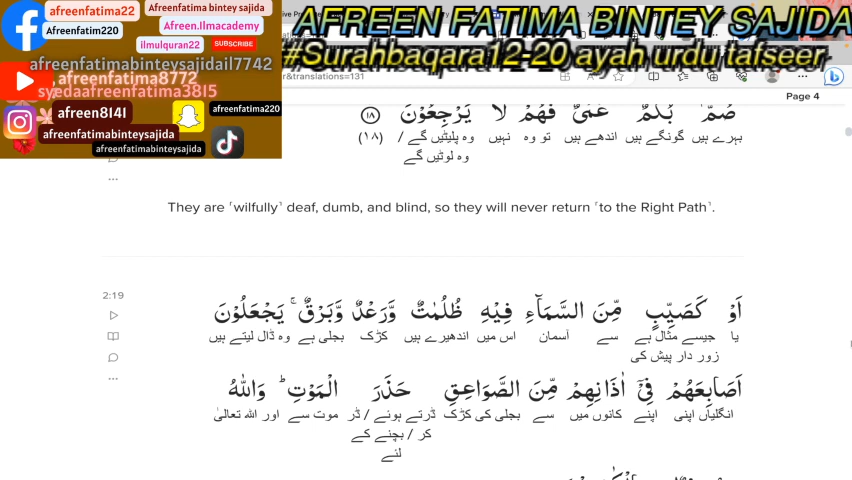 afreenfatima22
Afreenfatima bintey sajida
Afreenfatim220
Afreen.Ilmacademy
ilmulquran22
SUBSCRIBE
afreenfatimabinteysajidail7742
afreenfatima8772
syedaafreenfatima3815
afreen8141
afreenfatima220
afreenfatimabinteysajida
afreenfatimabinteysajida
AFREEN FATIMA BINTEY SAJIDA
#Surahbaqara12-20 ayah urdu tafseer
r&translations=131
Page 4
صُمٌّۢ بُكْمٌ عُمْیٌ فَهُمْ لَا یَرْجِعُوْنَ ۝۱۸
بہرے ہیں گونگے ہیں اندھے ہیں تو وہ نہیں وہ پلیٹیں گے / (۱۸)
وہ لوٹیں گے
They are ˹wilfully˺ deaf, dumb, and blind, so they will never return ˹to the Right Path˺.
2:19
اَوْ كَصَیِّبٍ مِّنَ السَّمَآءِ فِیْهِ ظُلُمٰتٌ وَّرَعْدٌ وَّبَرْقٌ ۚ یَجْعَلُوْنَ
یا جیسے مثال ہے سے آسمان اس میں اندھیرے ہیں کڑک بجلی ہے وہ ڈال لیتے ہیں
زور دار پیش کی
اَصَابِعَهُمْ فِیْۤ اٰذَانِهِمْ مِّنَ الصَّوَاعِقِ حَذَرَ الْمَوْتِ ؕ وَاللّٰهُ
انگلیاں اپنی اپنے کانوں میں سے بجلی کی کڑک ڈرتے ہوئے / ڈر موت سے اور الله تعالیٰ
کر / بچنے کے
لئے